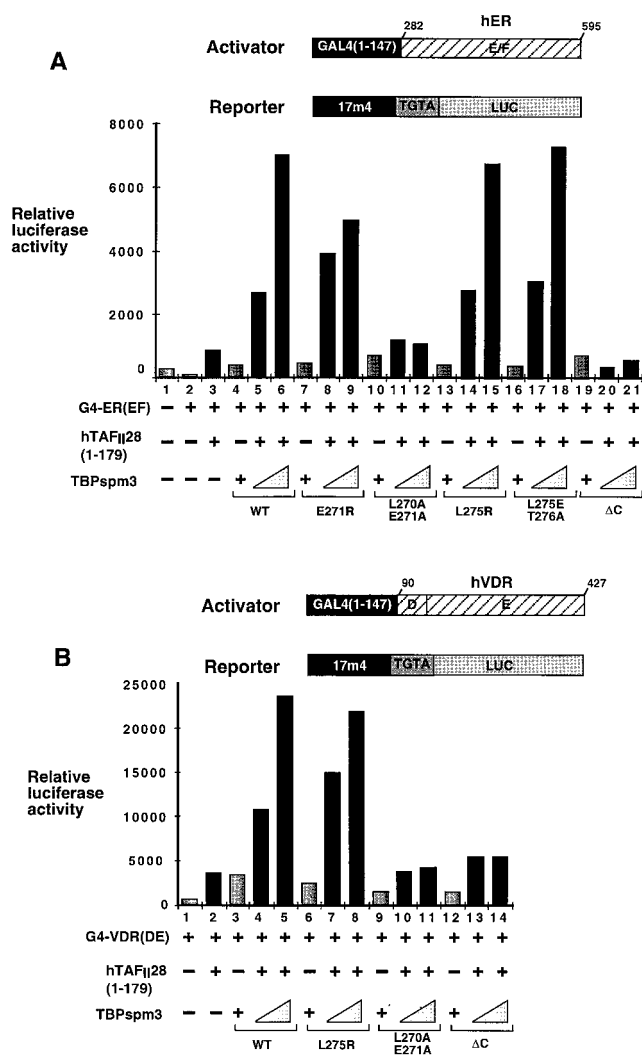 A
hER
282
595
Activator
GAL4(1-147)
E/F
Reporter
17m4
TGTA
LUC
8000
6000
4000
2000
0
Relative
luciferase
activity
1 2 3 4 5 6 7 8 9 10 11 12 13 14 15 16 17 18 19 20 21
G4-ER(EF) − + + + + + + + + + + + + + + + + + + + +
hTAFII28 − − + − + + − + + − + + − + + − + + − + +
(1-179)
TBPspm3 − − − + + + + + +
WT E271R L270A L275R L275E ΔC
E271A T276A
B
hVDR
90
427
Activator
GAL4(1-147)
D
E
Reporter
17m4
TGTA
LUC
25000
20000
15000
10000
5000
0
Relative
luciferase
activity
1 2 3 4 5 6 7 8 9 10 11 12 13 14
G4-VDR(DE) + + + + + + + + + + + + + +
hTAFII28 − + − + + − + + − + + − + +
(1-179)
TBPspm3 − − + + + +
WT L275R L270A ΔC
E271A